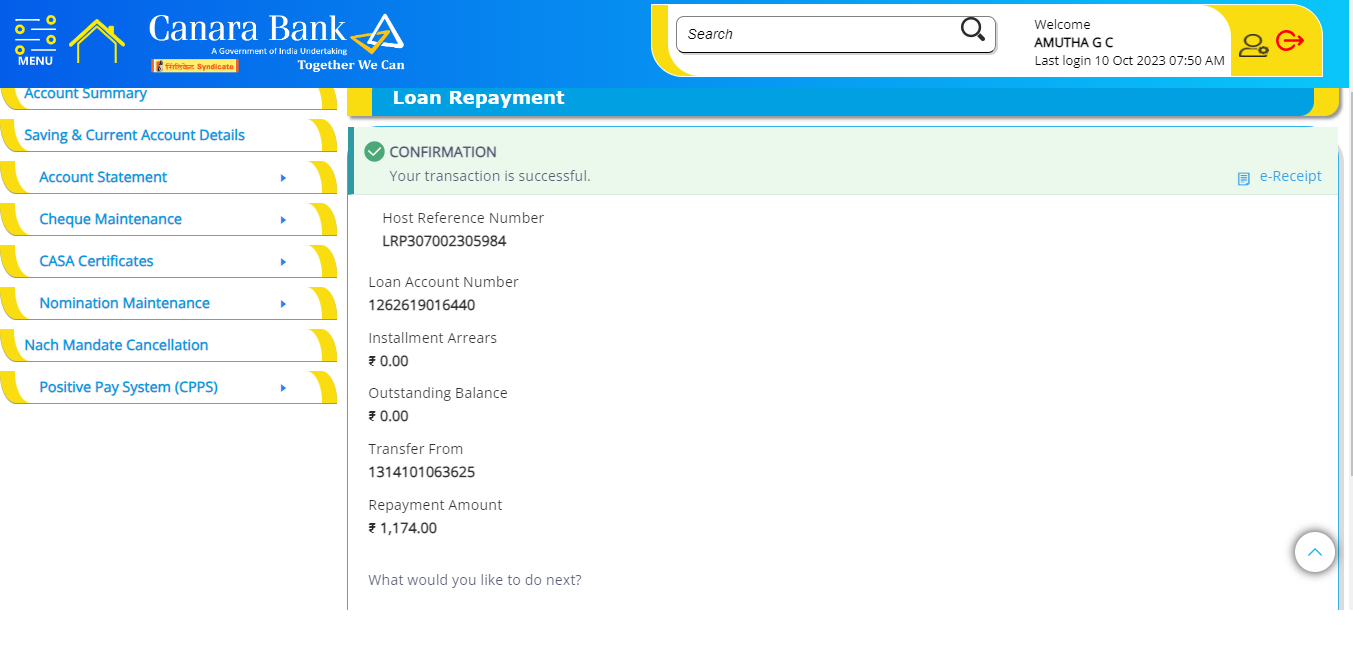 MENU
Canara Bank
A Government of India Undertaking
सिंडिकेट Syndicate
Together We Can
Search
Welcome
AMUTHA G C
Last login 10 Oct 2023 07:50 AM
Account Summary
Saving & Current Account Details
Account Statement
Cheque Maintenance
CASA Certificates
Nomination Maintenance
Nach Mandate Cancellation
Positive Pay System (CPPS)
Loan Repayment
CONFIRMATION
Your transaction is successful.
e-Receipt
Host Reference Number
LRP307002305984
Loan Account Number
1262619016440
Installment Arrears
₹ 0.00
Outstanding Balance
₹ 0.00
Transfer From
1314101063625
Repayment Amount
₹ 1,174.00
What would you like to do next?